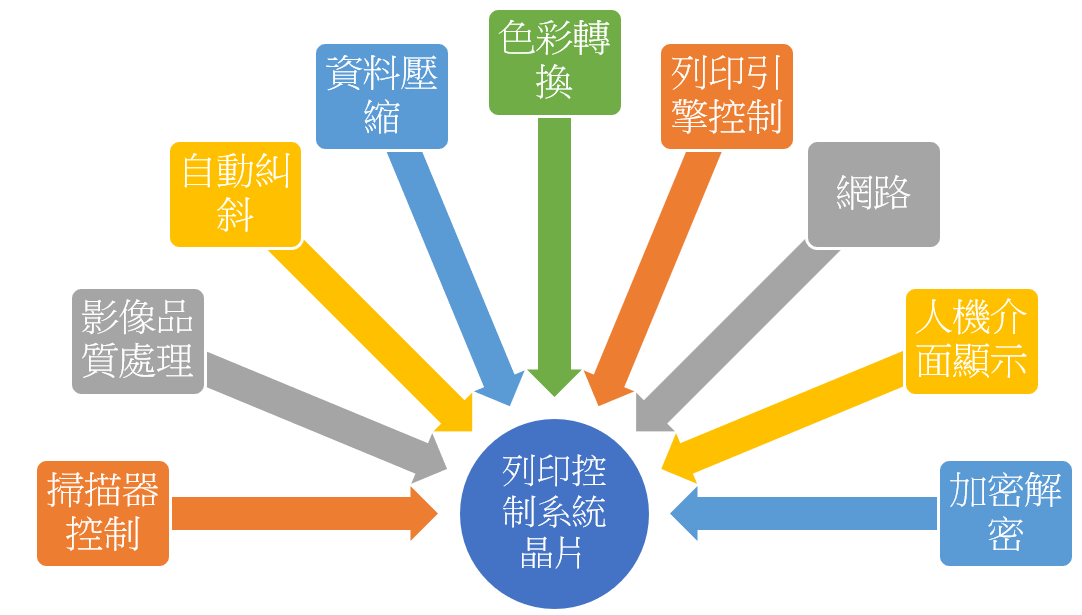 色彩轉
換
資料壓
縮
列印引
擎控制
自動糾
斜
網路
影像品
質處理
人機介
面顯示
掃描器
控制
列印控
制系統
晶片
加密解
密